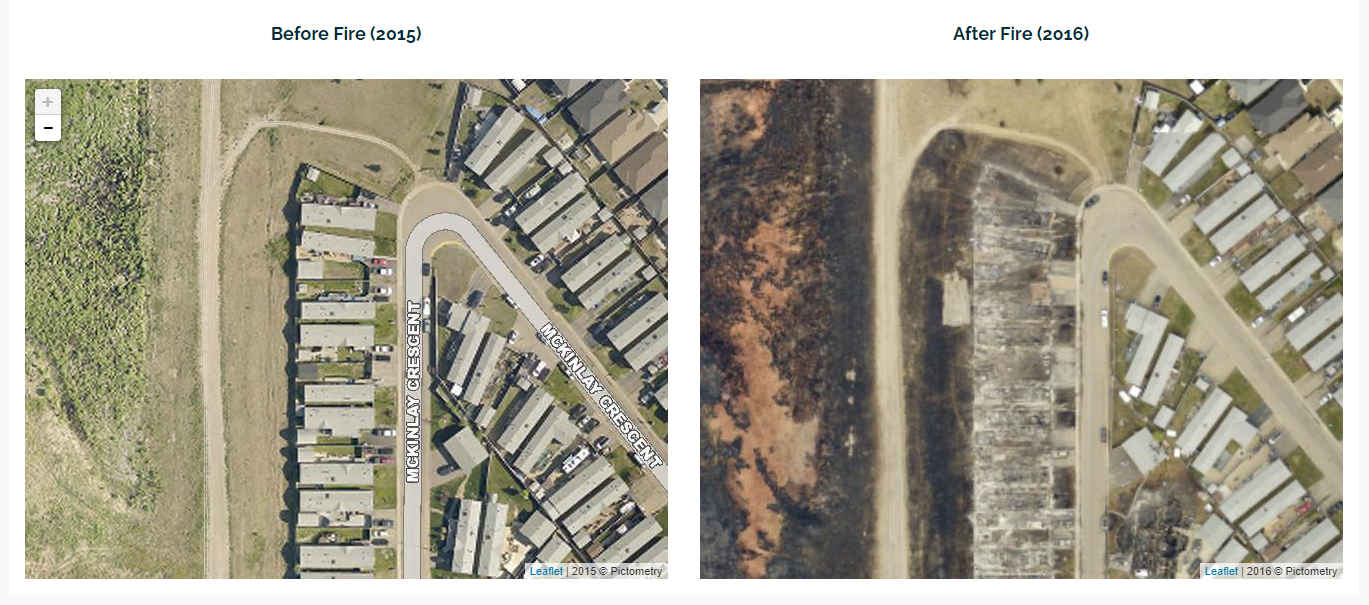 Before Fire (2015)
After Fire (2016)
+
−
MCKINLAY CRESCENT
MCKINLAY CRESCENT
Leaflet | 2015 © Pictometry
Leaflet | 2016 © Pictometry